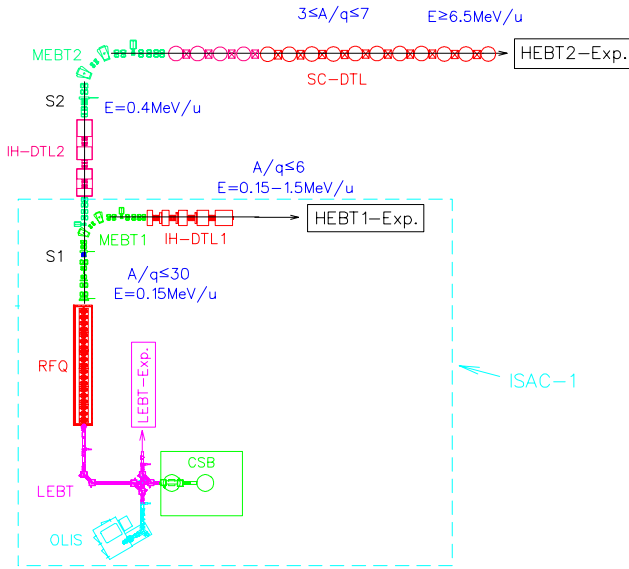 3≤A/q≤7
E≥6.5MeV/u
MEBT2
HEBT2-Exp.
SC-DTL
S2
E=0.4MeV/u
IH-DTL2
A/q≤6
E=0.15-1.5MeV/u
HEBT1-Exp.
MEBT1
IH-DTL1
S1
A/q≤30
E=0.15MeV/u
RFQ
LEBT-Exp.
ISAC-1
CSB
LEBT
OLIS